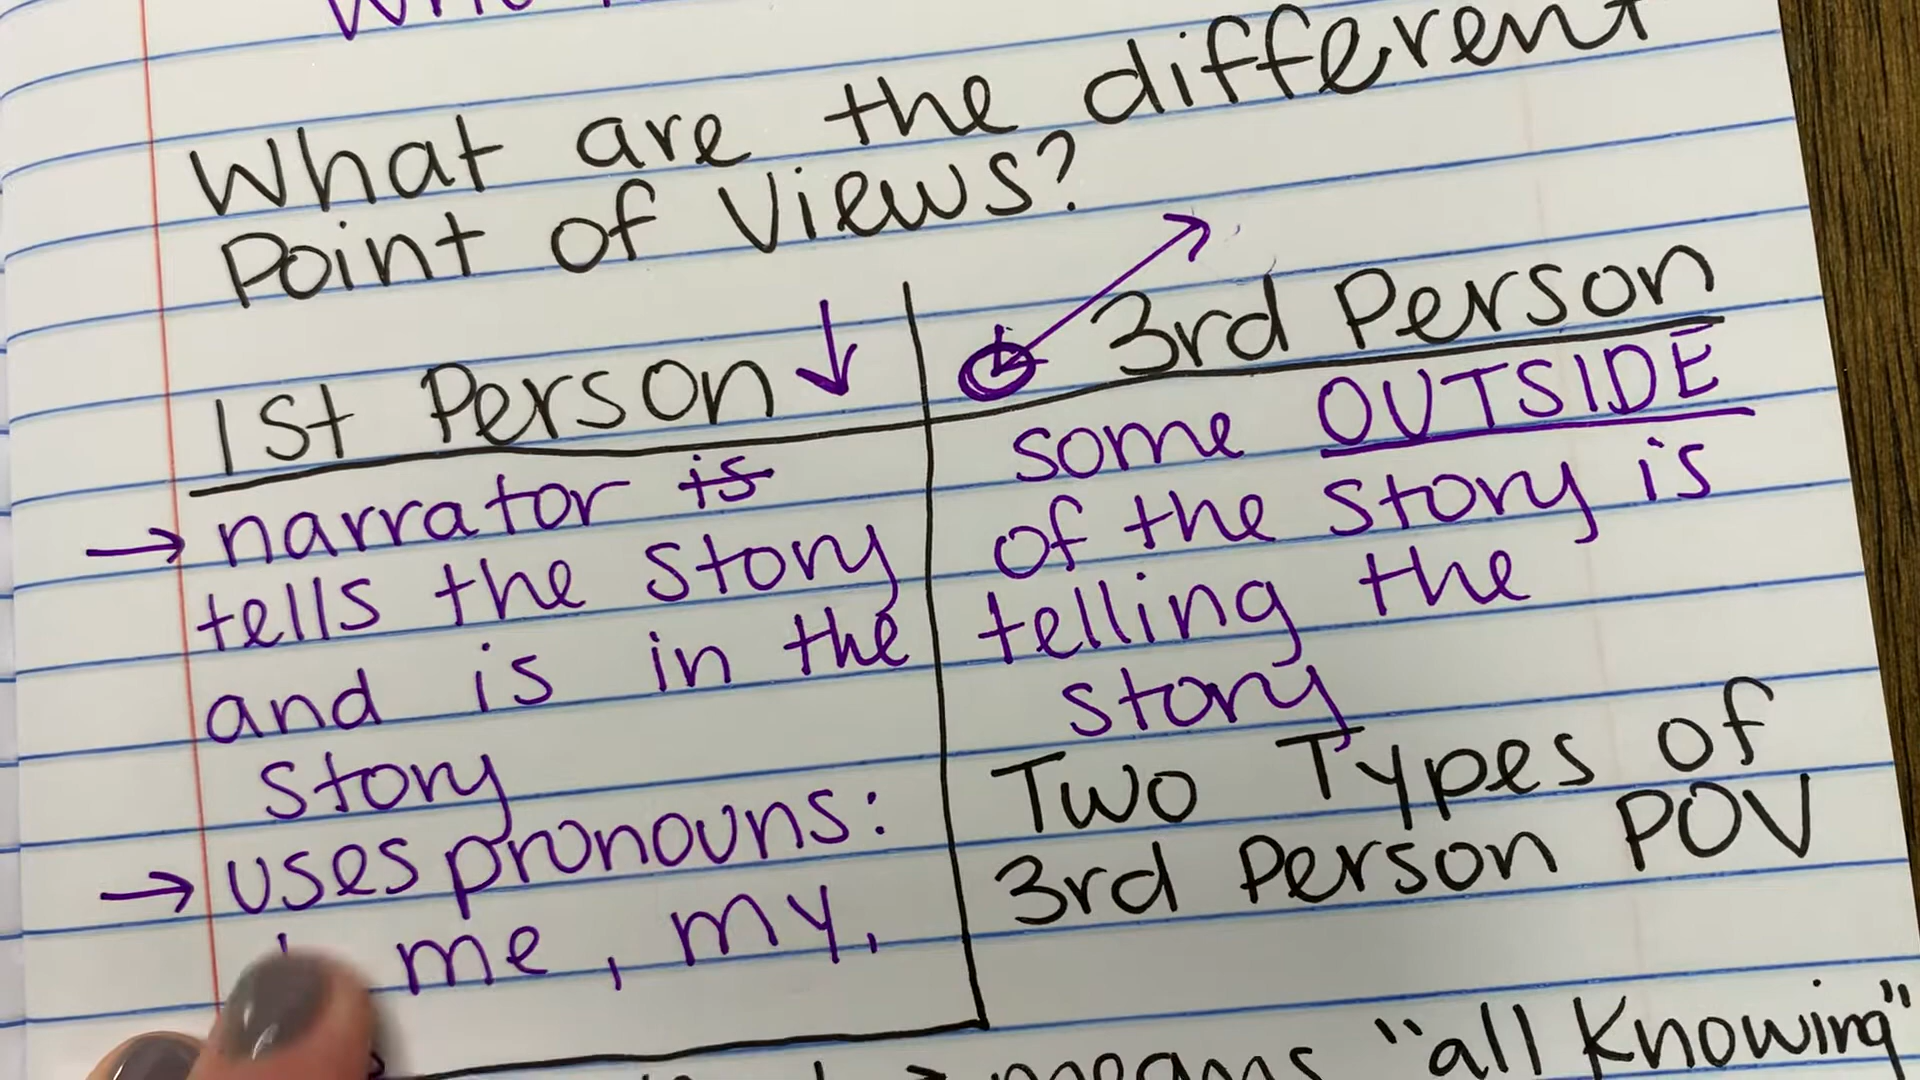 What are the different
Point of Views?
1st Person
narrator is
tells the story
and is in the
story
uses pronouns:
me, my,
3rd Person
some OUTSIDE
of the story is
telling the
story
Two Types of
3rd Person POV
means "all Knowing"